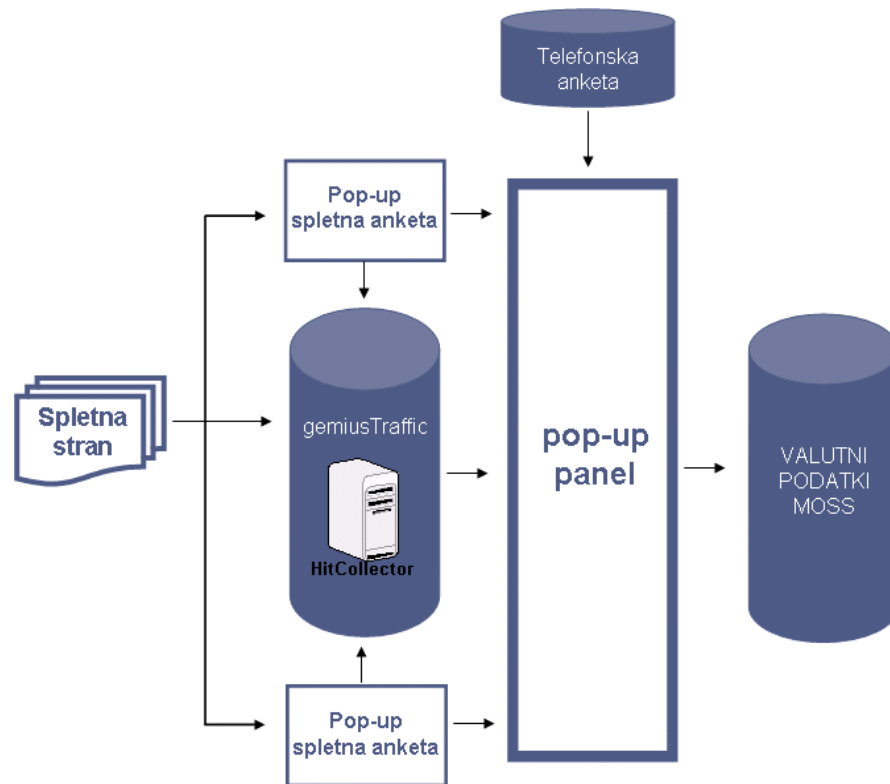 Telefonska
anketa
Pop-up
spletna anketa
Spletna
stran
gemiusTraffic
HitCollector
pop-up
panel
VALUTNI
PODATKI
MOSS
Pop-up
spletna anketa